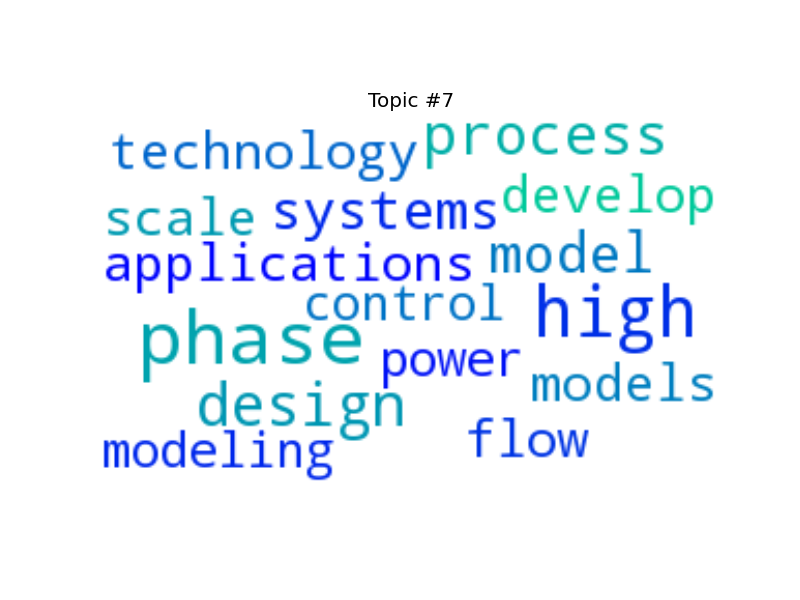 Topic #7
technology process
scale systems develop
applications model
control high
phase power
design models
modeling flow